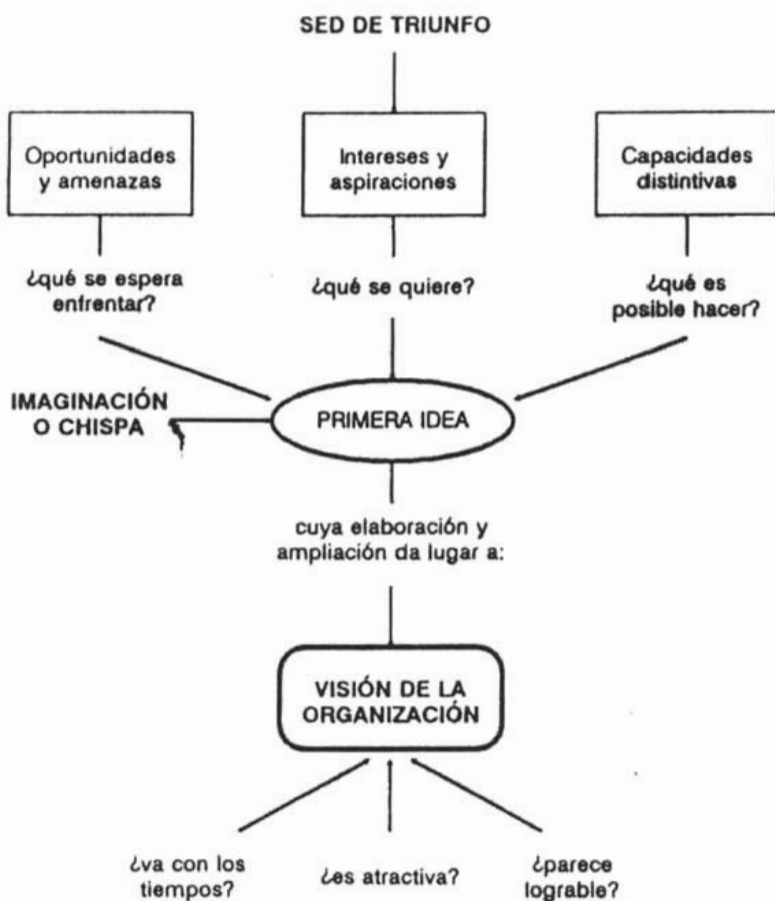 SED DE TRIUNFO
Oportunidades
y amenazas
Intereses y
aspiraciones
Capacidades
distintivas
¿qué se espera
enfrentar?
¿qué se quiere?
¿qué es
posible hacer?
IMAGINACIÓN
O CHISPA
PRIMERA IDEA
cuya elaboración y
ampliación da lugar a:
VISIÓN DE LA
ORGANIZACIÓN
¿va con los
tiempos?
¿es atractiva?
¿parece
lograble?